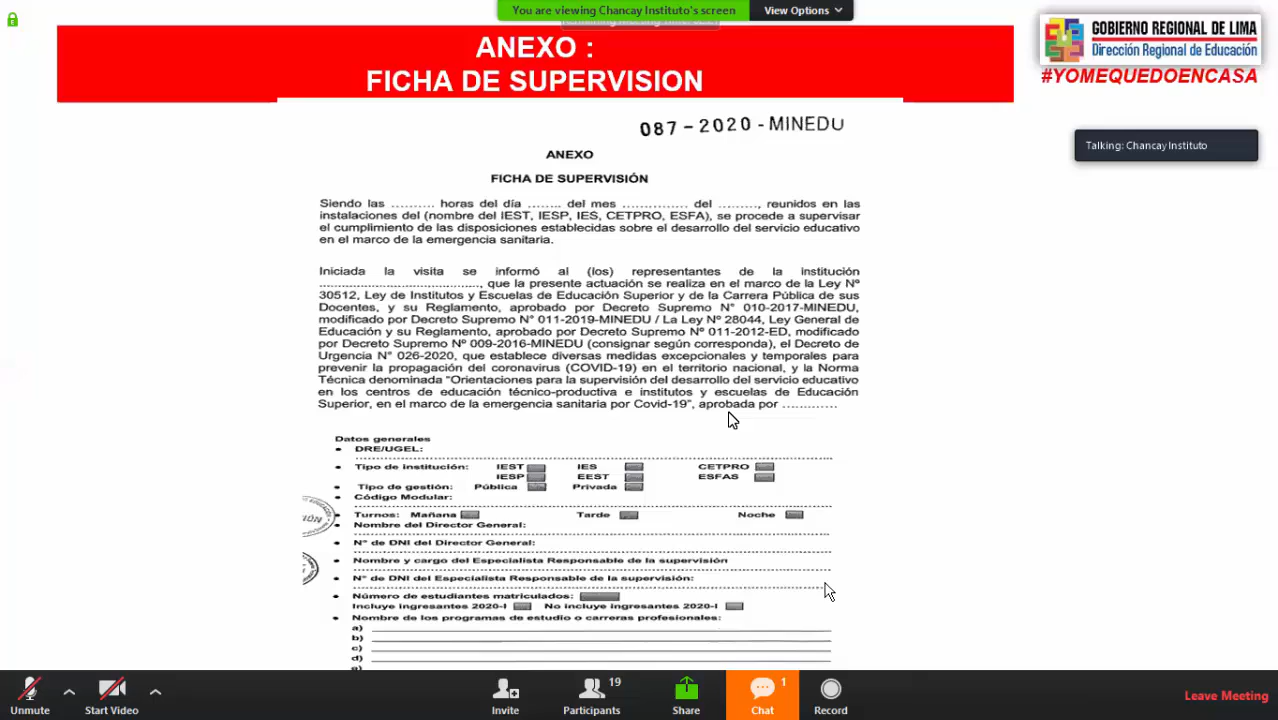 You are viewing Chancay Instituto's screen
View Options
ANEXO :
FICHA DE SUPERVISION
GOBIERNO REGIONAL DE LIMA
Dirección Regional de Educación
#YOMEQUEDOENCASA
087-2020-MINEDU
Talking: Chancay Instituto
ANEXO
FICHA DE SUPERVISIÓN
Siendo las ......... horas del día ....... del mes ............. del ........, reunidos en las
instalaciones del (nombre del IEST, IESP, IES, CETPRO, ESFA), se procede a supervisar
el cumplimiento de las disposiciones establecidas sobre el desarrollo del servicio educativo
en el marco de la emergencia sanitaria.
Iniciada la visita se informó al (los) representantes de la institución
..................................., que la presente actuación se realiza en el marco de la Ley Nº
30512, Ley de Institutos y Escuelas de Educación Superior y de la Carrera Pública de sus
Docentes, y su Reglamento, aprobado por Decreto Supremo N° 010-2017-MINEDU,
modificado por Decreto Supremo N° 011-2019-MINEDU / La Ley Nº 28044, Ley General de
Educación y su Reglamento, aprobado por Decreto Supremo Nº 011-2012-ED, modificado
por Decreto Supremo Nº 009-2016-MINEDU (consignar según corresponda), el Decreto de
Urgencia N° 026-2020, que establece diversas medidas excepcionales y temporales para
prevenir la propagación del coronavirus (COVID-19) en el territorio nacional, y la Norma
Técnica denominada “Orientaciones para la supervisión del desarrollo del servicio educativo
en los centros de educación técnico-productiva e institutos y escuelas de Educación
Superior, en el marco de la emergencia sanitaria por Covid-19”, aprobada por ............
Datos generales
• DRE/UGEL:
• Tipo de institución: IEST IES CETPRO
IESP EEST ESFAS
• Tipo de gestión: Pública Privada
• Código Modular:
• Turnos: Mañana Tarde Noche
• Nombre del Director General:
• N° de DNI del Director General:
• Nombre y cargo del Especialista Responsable de la supervisión
• N° de DNI del Especialista Responsable de la supervisión:
• Número de estudiantes matriculados:
Incluye ingresantes 2020-I No incluye ingresantes 2020-I
• Nombre de los programas de estudio o carreras profesionales:
a)
b)
c)
d)
Unmute
Start Video
Invite
Participants 19
Share
Chat 1
Record
Leave Meeting